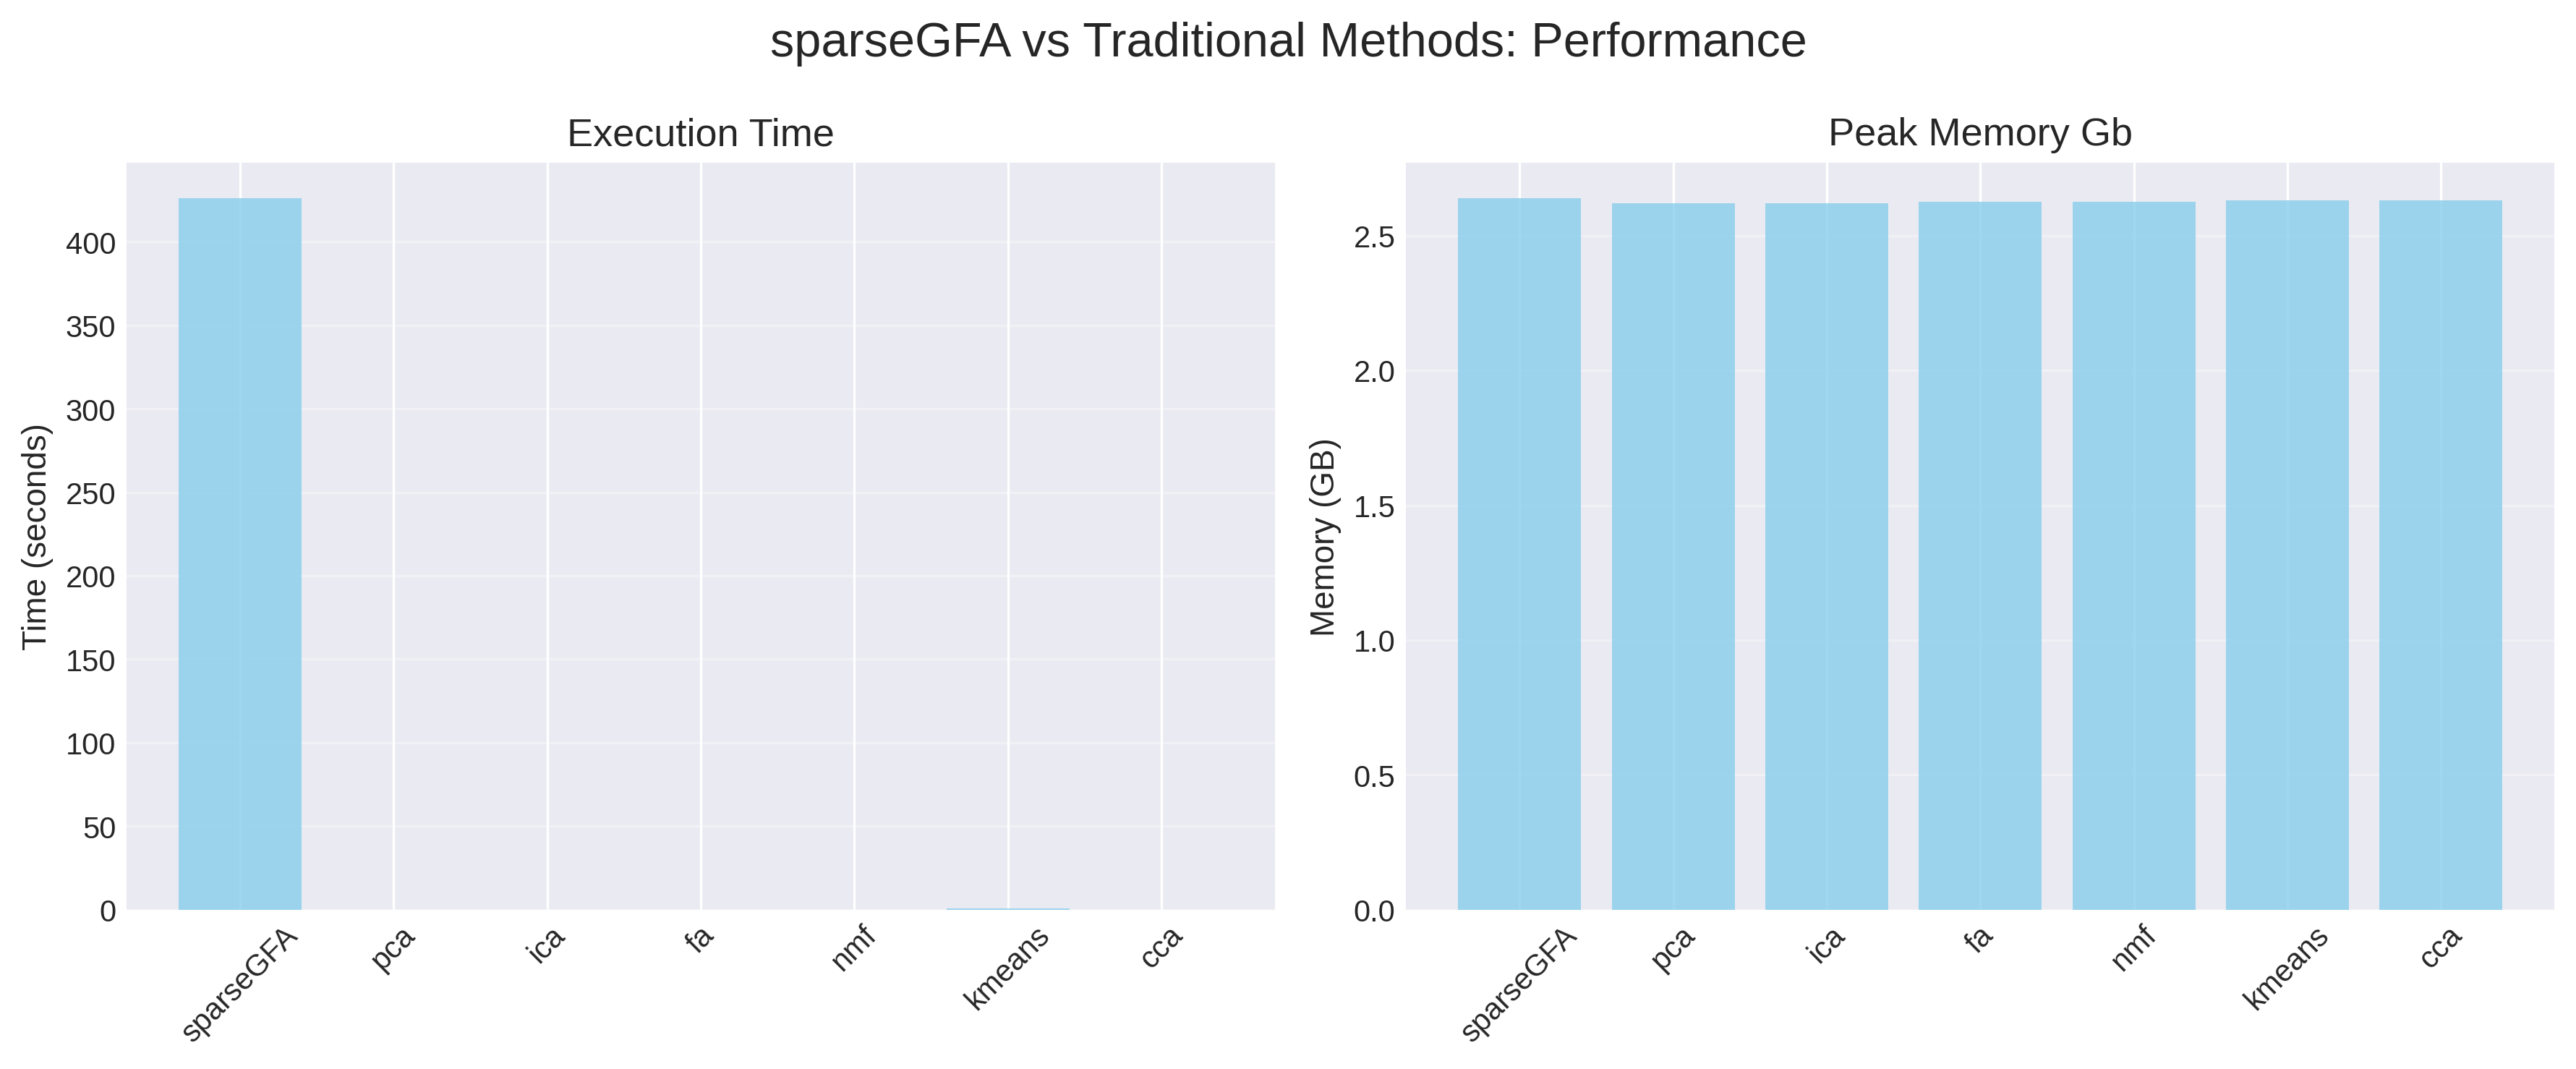 sparseGFA vs Traditional Methods: Performance
Execution Time
Time (seconds)
400
350
300
250
200
150
100
50
0
sparseGFA
pca
ica
fa
nmf
kmeans
cca
Peak Memory Gb
Memory (GB)
2.5
2.0
1.5
1.0
0.5
0.0
sparseGFA
pca
ica
fa
nmf
kmeans
cca